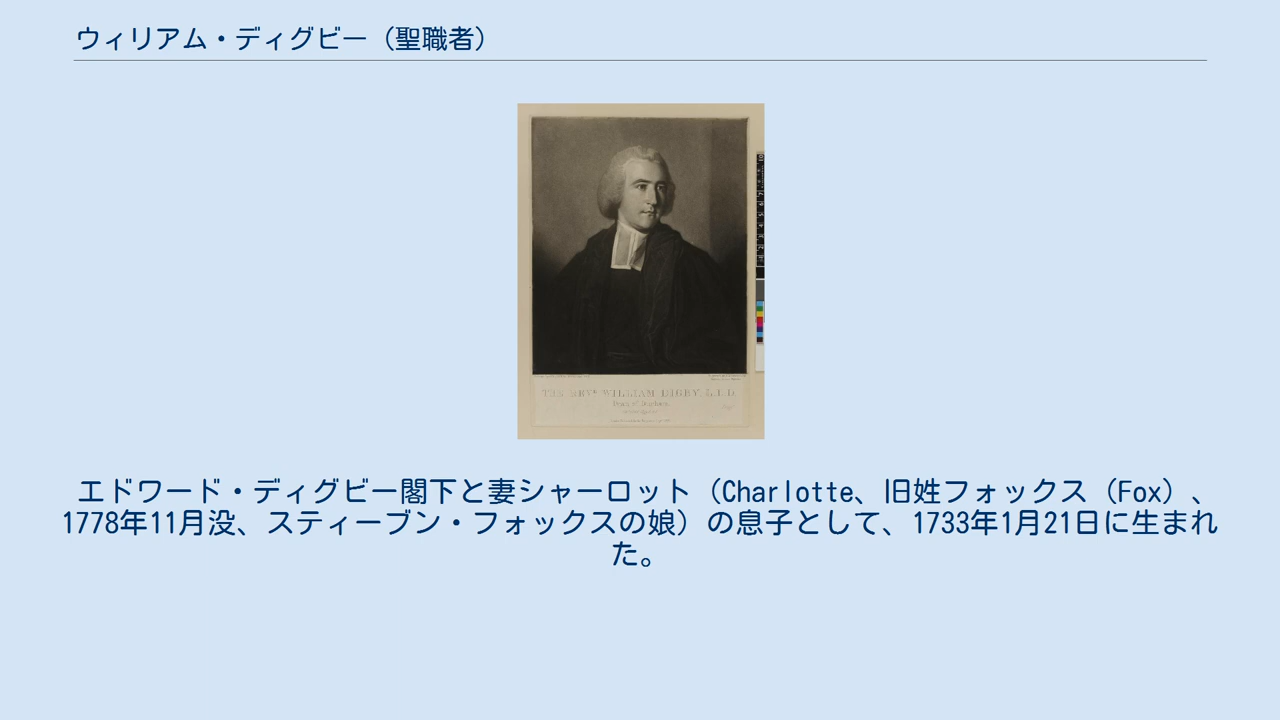 ウィリアム・ディグビー（聖職者）
THE REVd. WILLIAM DIGBY, L.L.D.
エドワード・ディグビー閣下と妻シャーロット（Charlotte、旧姓フォックス（Fox）、
1778年11月没、スティーブン・フォックスの娘）の息子として、1733年1月21日に生まれ
た。